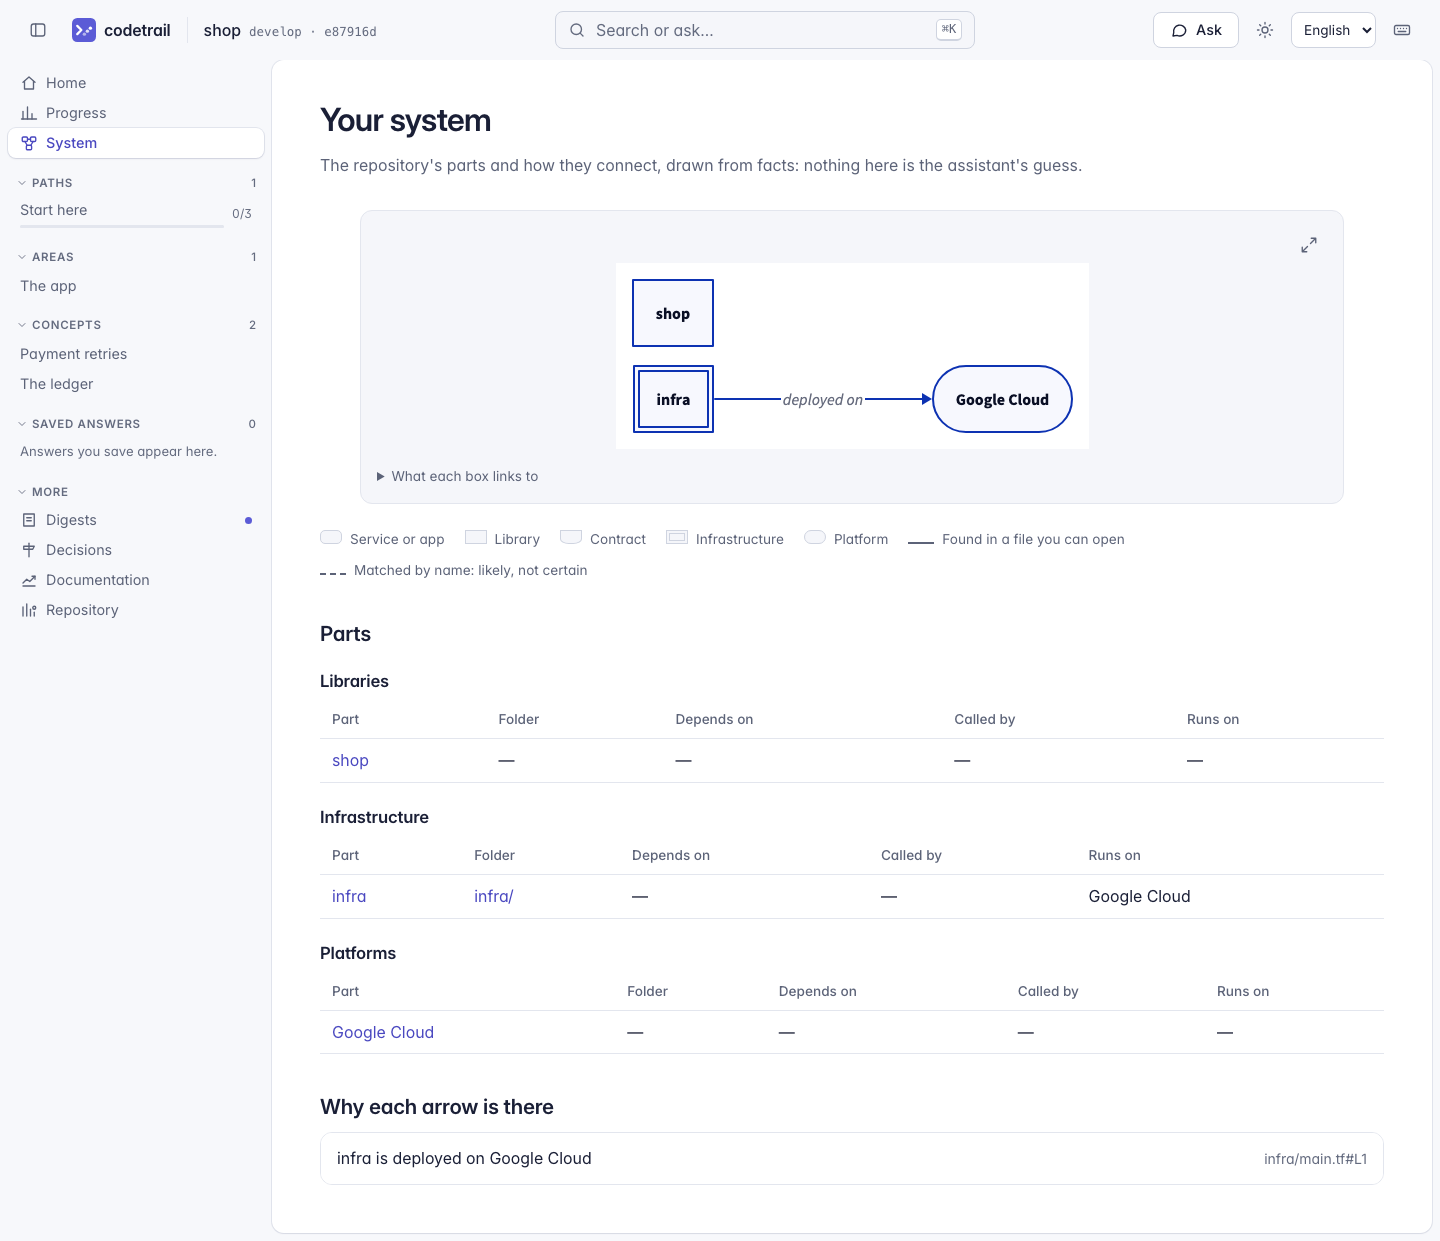 codetrail
shop develop · e87916d
Search or ask...
⌘K
Ask
English
Home
Progress
System
PATHS 1
Start here 0/3
AREAS 1
The app
CONCEPTS 2
Payment retries
The ledger
SAVED ANSWERS 0
Answers you save appear here.
MORE
Digests
Decisions
Documentation
Repository
Your system
The repository's parts and how they connect, drawn from facts: nothing here is the assistant's guess.
shop
infra deployed on Google Cloud
What each box links to
Service or app Library Contract Infrastructure Platform Found in a file you can open
Matched by name: likely, not certain
Parts
Libraries
Part Folder Depends on Called by Runs on
shop — — — —
Infrastructure
Part Folder Depends on Called by Runs on
infra infra/ — — Google Cloud
Platforms
Part Folder Depends on Called by Runs on
Google Cloud — — — —
Why each arrow is there
infra is deployed on Google Cloud infra/main.tf#L1